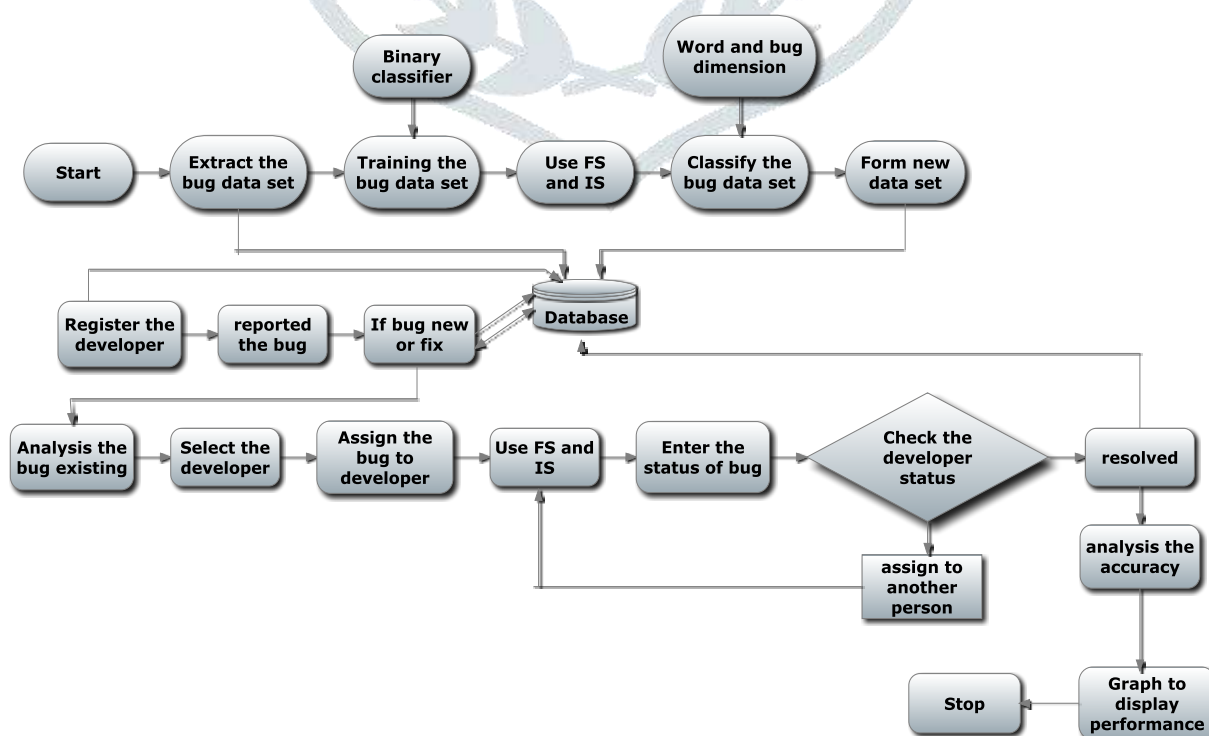 Binary
classifier
Word and bug
dimension
Start
Extract the
bug data set
Training the
bug data set
Use FS
and IS
Classify the
bug data set
Form new
data set
Database
Register the
developer
reported
the bug
If bug new
or fix
Analysis the
bug existing
Select the
developer
Assign the
bug to
developer
Use FS and
IS
Enter the
status of bug
Check the
developer
status
resolved
assign to
another
person
analysis the
accuracy
Graph to
display
performance
Stop